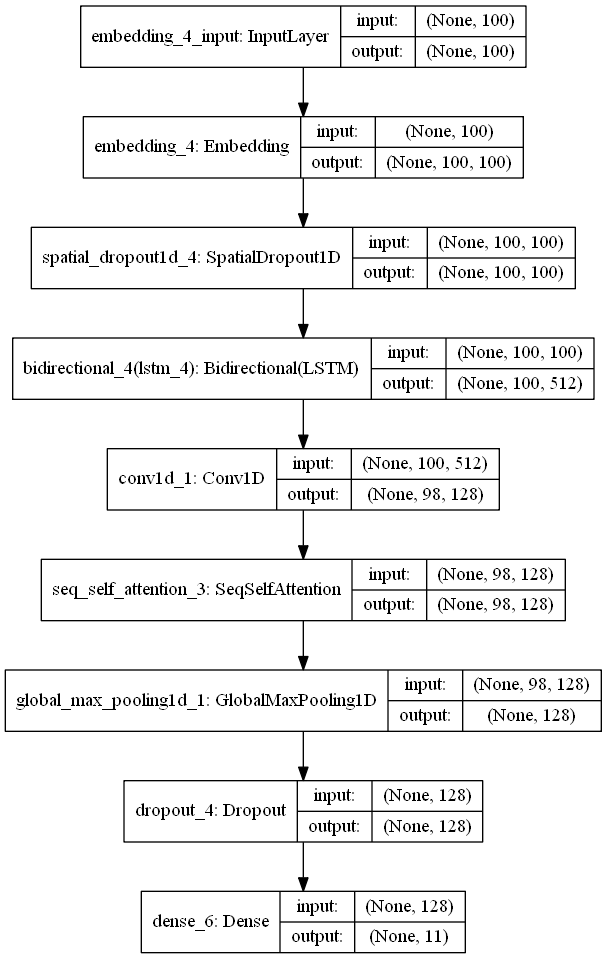 embedding_4_input: InputLayer input: (None, 100)
output: (None, 100)
embedding_4: Embedding input: (None, 100)
output: (None, 100, 100)
spatial_dropout1d_4: SpatialDropout1D input: (None, 100, 100)
output: (None, 100, 100)
bidirectional_4(lstm_4): Bidirectional(LSTM) input: (None, 100, 100)
output: (None, 100, 512)
conv1d_1: Conv1D input: (None, 100, 512)
output: (None, 98, 128)
seq_self_attention_3: SeqSelfAttention input: (None, 98, 128)
output: (None, 98, 128)
global_max_pooling1d_1: GlobalMaxPooling1D input: (None, 98, 128)
output: (None, 128)
dropout_4: Dropout input: (None, 128)
output: (None, 128)
dense_6: Dense input: (None, 128)
output: (None, 11)